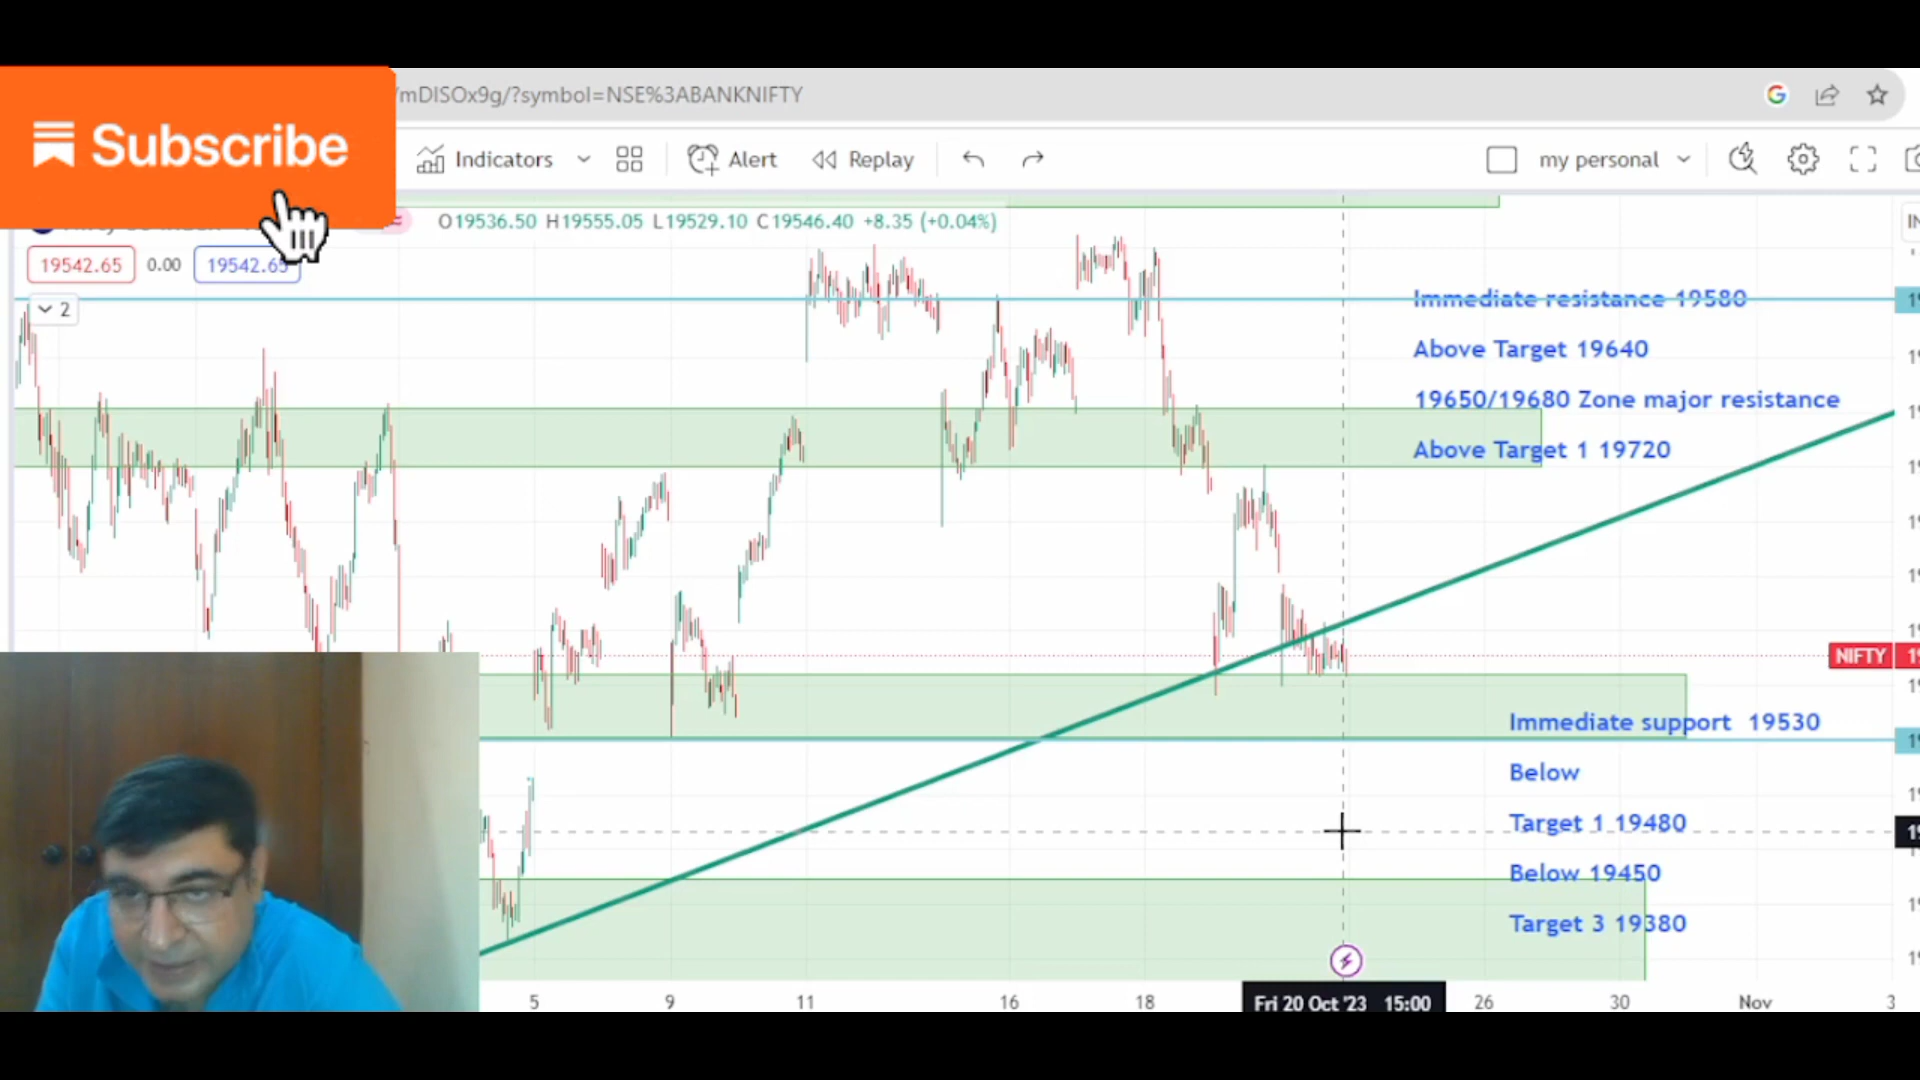 /mDISOx9g/?symbol=NSE%3ABANKNIFTY
Subscribe
Indicators
Alert
Replay
my personal
O19536.50 H19555.05 L19529.10 C19546.40 +8.35 (+0.04%)
19542.65
0.00
19542.65
2
Immediate resistance 19580
Above Target 19640
19650/19680 Zone major resistance
Above Target 1 19720
NIFTY
Immediate support 19530
Below
Target 1 19480
Below 19450
Target 3 19380
5 9 11 16 18 Fri 20 Oct '23 15:00 26 30 Nov 3